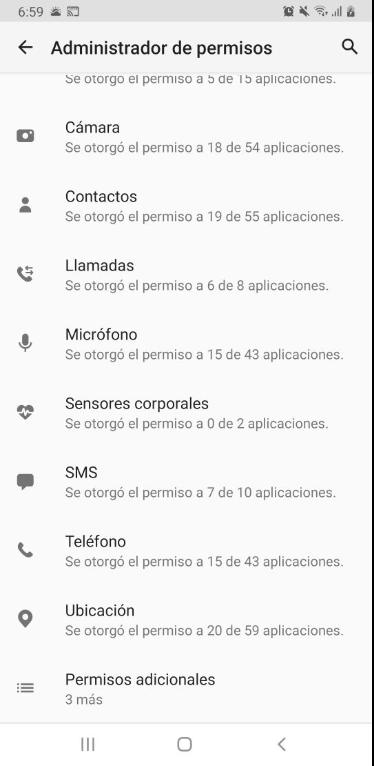 6:59
Administrador de permisos
Se otorgó el permiso a 5 de 15 aplicaciones.
Cámara
Se otorgó el permiso a 18 de 54 aplicaciones.
Contactos
Se otorgó el permiso a 19 de 55 aplicaciones.
Llamadas
Se otorgó el permiso a 6 de 8 aplicaciones.
Micrófono
Se otorgó el permiso a 15 de 43 aplicaciones.
Sensores corporales
Se otorgó el permiso a 0 de 2 aplicaciones.
SMS
Se otorgó el permiso a 7 de 10 aplicaciones.
Teléfono
Se otorgó el permiso a 15 de 43 aplicaciones.
Ubicación
Se otorgó el permiso a 20 de 59 aplicaciones.
Permisos adicionales
3 más